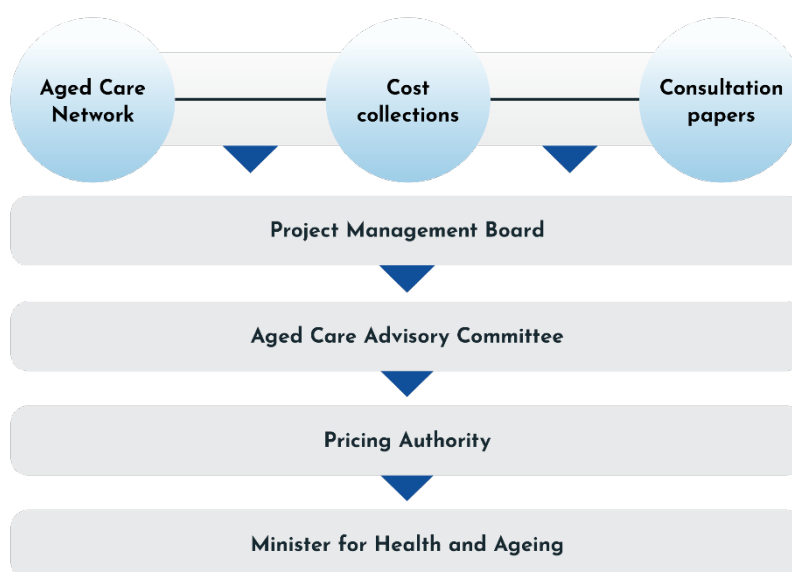 Aged Care
Network
Cost
collections
Consultation
papers
Project Management Board
Aged Care Advisory Committee
Pricing Authority
Minister for Health and Ageing